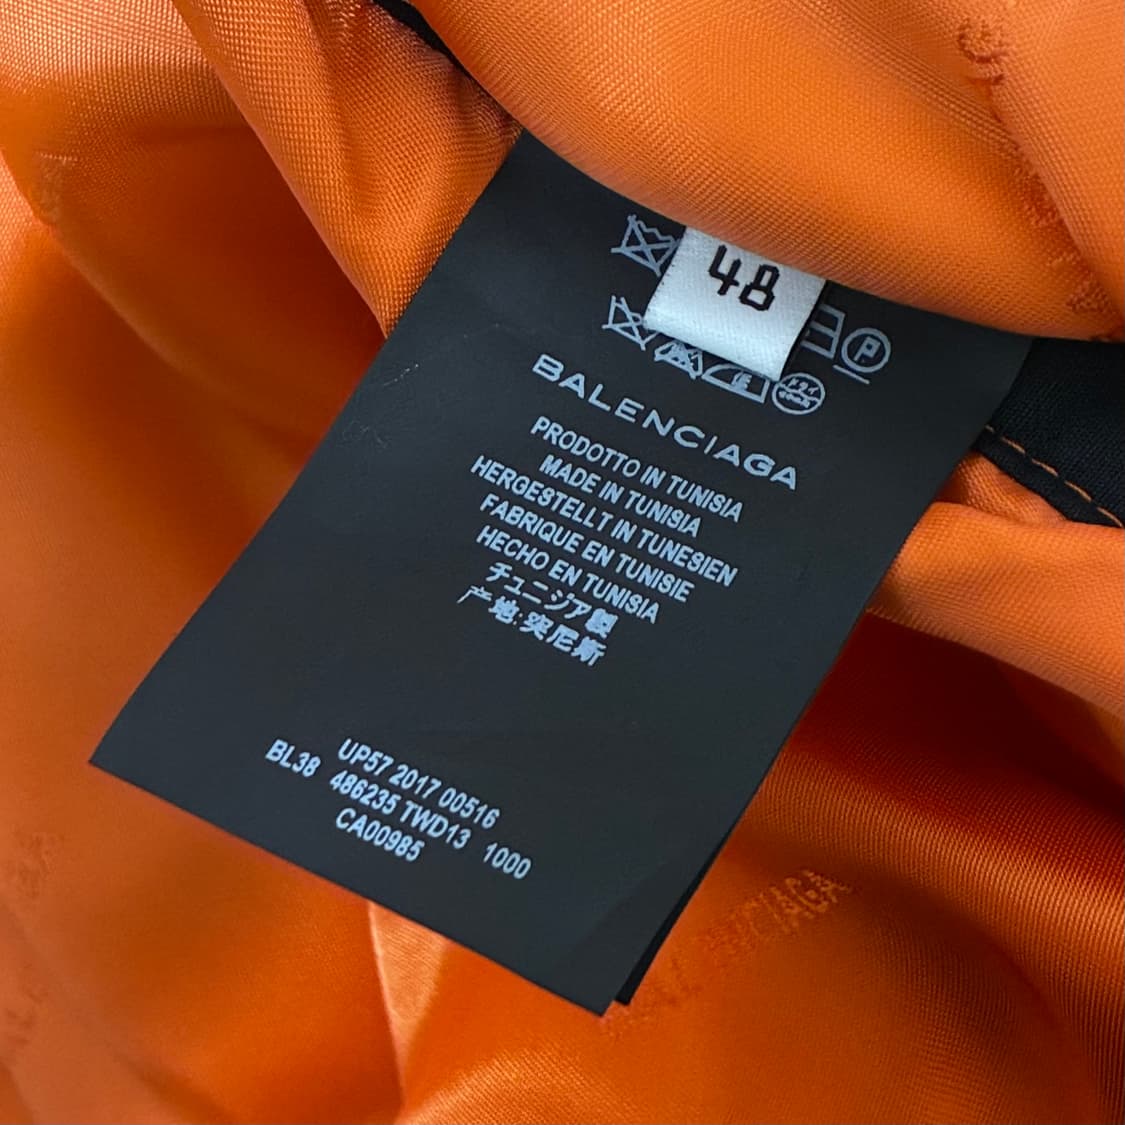 48
P
BALENCIAGA
PRODOTTO IN TUNISIA
MADE IN TUNISIA
HERGESTELLT IN TUNESIEN
FABRIQUE EN TUNISIE
HECHO EN TUNISIA
チュニジア製
产地:突尼斯
UP57 2017 00516
BL38 486235 TWD13 1000
CA00985